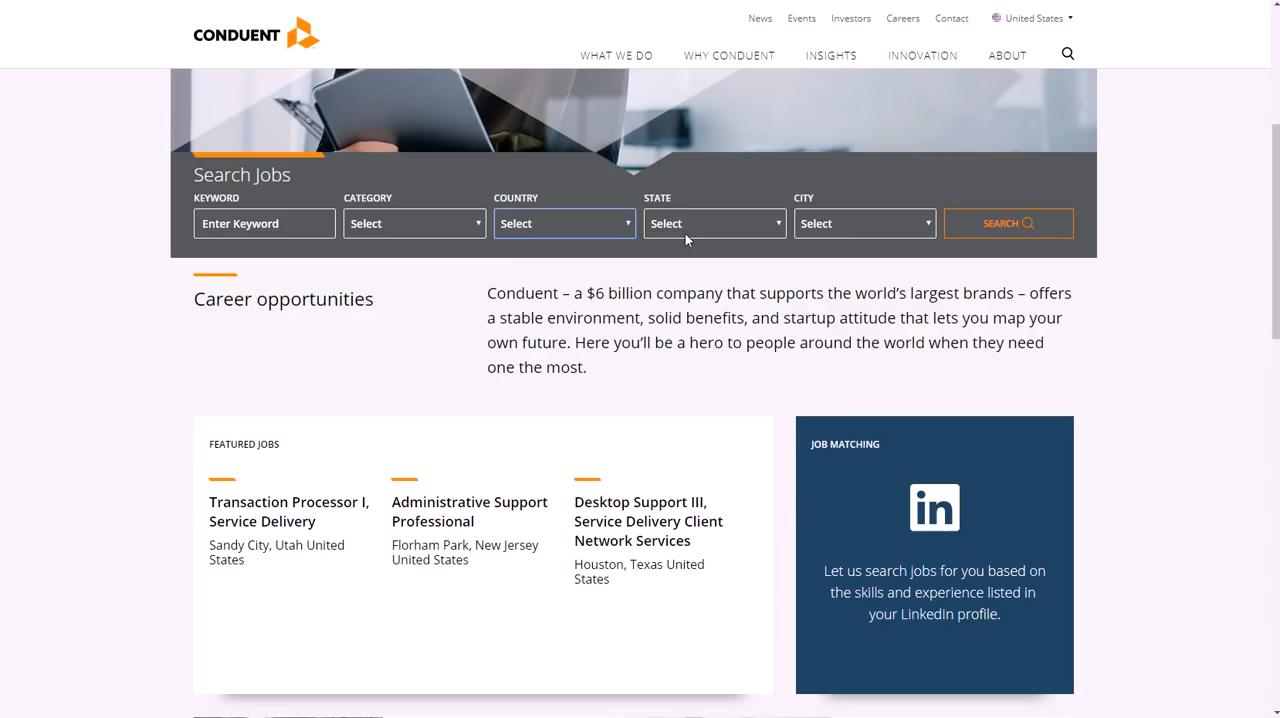 CONDUENT
News Events Investors Careers Contact United States
WHAT WE DO WHY CONDUENT INSIGHTS INNOVATION ABOUT
Search Jobs
KEYWORD CATEGORY COUNTRY STATE CITY
Enter Keyword Select Select Select Select SEARCH
Career opportunities
Conduent – a $6 billion company that supports the world’s largest brands – offers
a stable environment, solid benefits, and startup attitude that lets you map your
own future. Here you’ll be a hero to people around the world when they need
one the most.
FEATURED JOBS
Transaction Processor I,
Service Delivery
Sandy City, Utah United
States
Administrative Support
Professional
Florham Park, New Jersey
United States
Desktop Support III,
Service Delivery Client
Network Services
Houston, Texas United
States
JOB MATCHING
in
Let us search jobs for you based on
the skills and experience listed in
your LinkedIn profile.